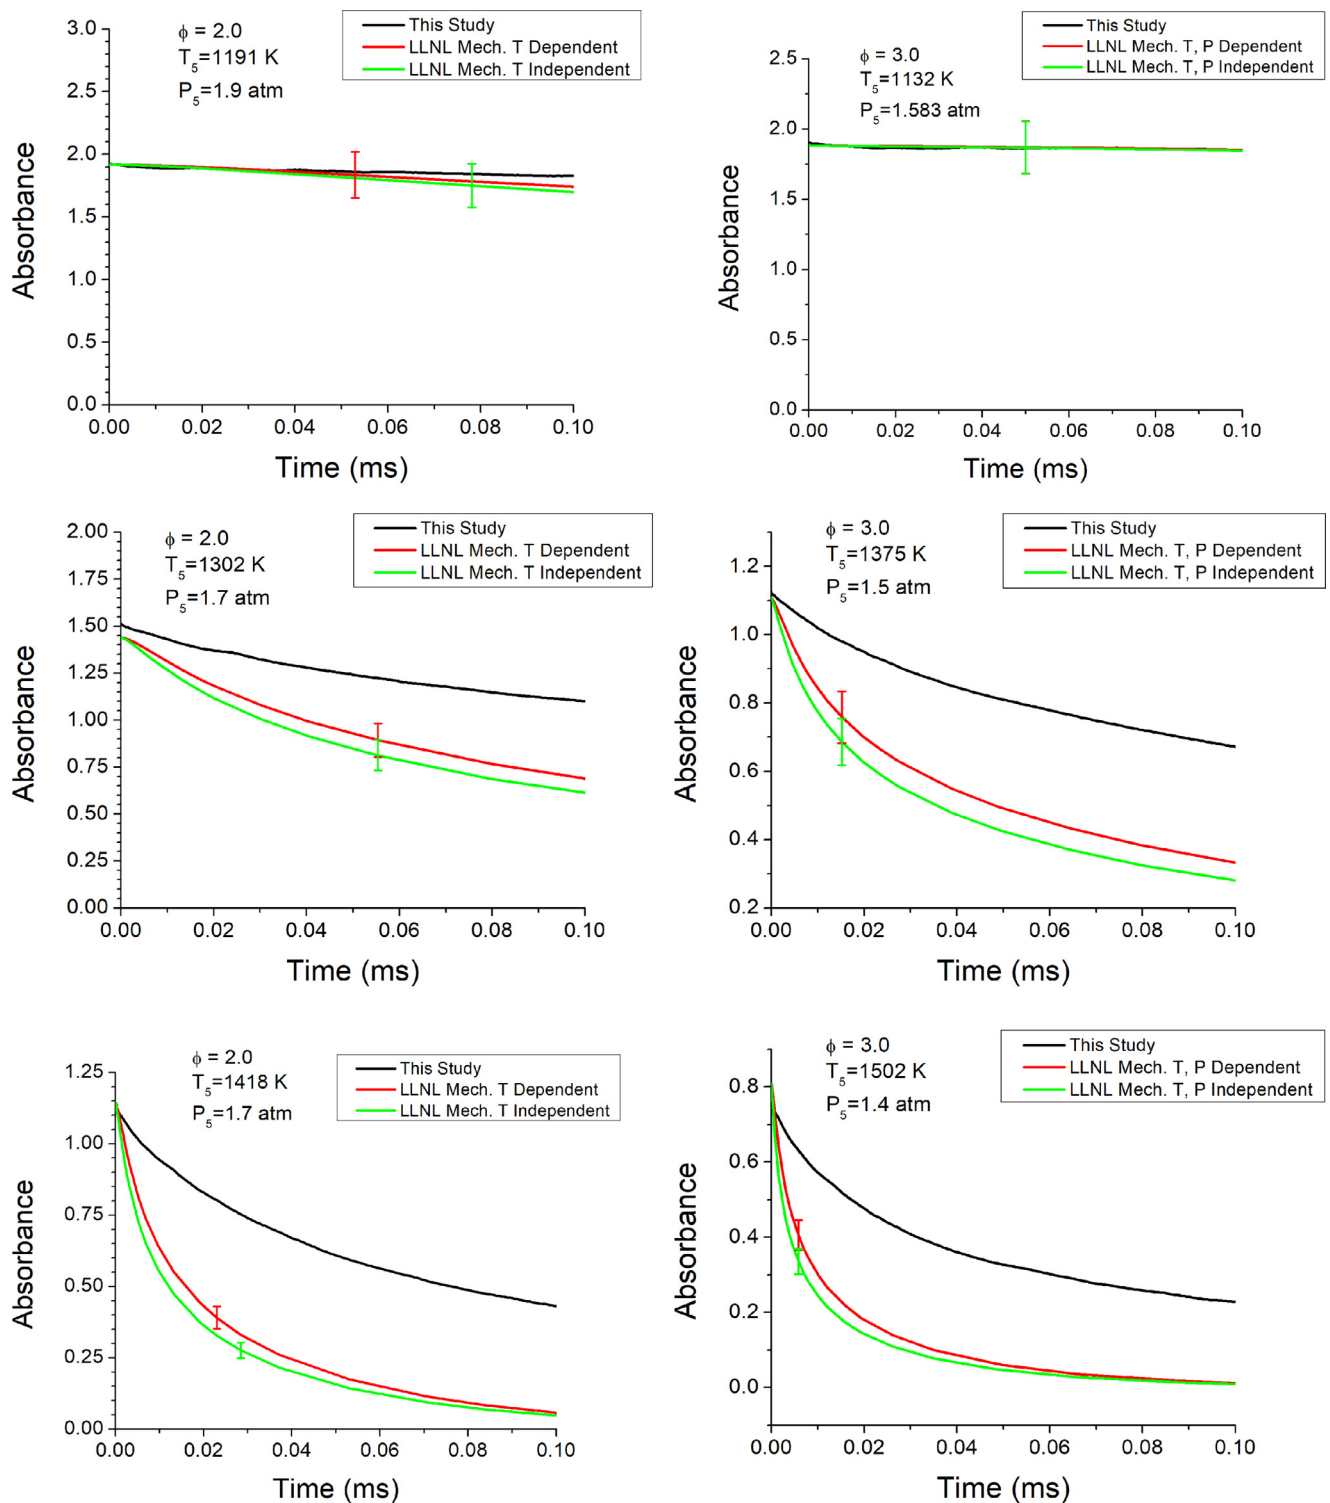 ϕ = 2.0
T5=1191 K
P5=1.9 atm
This Study
LLNL Mech. T Dependent
LLNL Mech. T Independent
3.0
2.5
2.0
1.5
1.0
0.5
0.0
Absorbance
0.00 0.02 0.04 0.06 0.08 0.10
Time (ms)
ϕ = 3.0
T5=1132 K
P5=1.583 atm
This Study
LLNL Mech. T, P Dependent
LLNL Mech. T, P Independent
2.5
2.0
1.5
1.0
0.5
0.0
Absorbance
0.00 0.02 0.04 0.06 0.08 0.10
Time (ms)
ϕ = 2.0
T5=1302 K
P5=1.7 atm
This Study
LLNL Mech. T Dependent
LLNL Mech. T Independent
2.00
1.75
1.50
1.25
1.00
0.75
0.50
0.25
0.00
Absorbance
0.00 0.02 0.04 0.06 0.08 0.10
Time (ms)
ϕ = 3.0
T5=1375 K
P5=1.5 atm
This Study
LLNL Mech. T, P Dependent
LLNL Mech. T, P Independent
1.2
1.0
0.8
0.6
0.4
0.2
Absorbance
0.00 0.02 0.04 0.06 0.08 0.10
Time (ms)
ϕ = 2.0
T5=1418 K
P5=1.7 atm
This Study
LLNL Mech. T Dependent
LLNL Mech. T Independent
1.25
1.00
0.75
0.50
0.25
0.00
Absorbance
0.00 0.02 0.04 0.06 0.08 0.10
Time (ms)
ϕ = 3.0
T5=1502 K
P5=1.4 atm
This Study
LLNL Mech. T, P Dependent
LLNL Mech. T, P Independent
0.8
0.6
0.4
0.2
0.0
Absorbance
0.00 0.02 0.04 0.06 0.08 0.10
Time (ms)